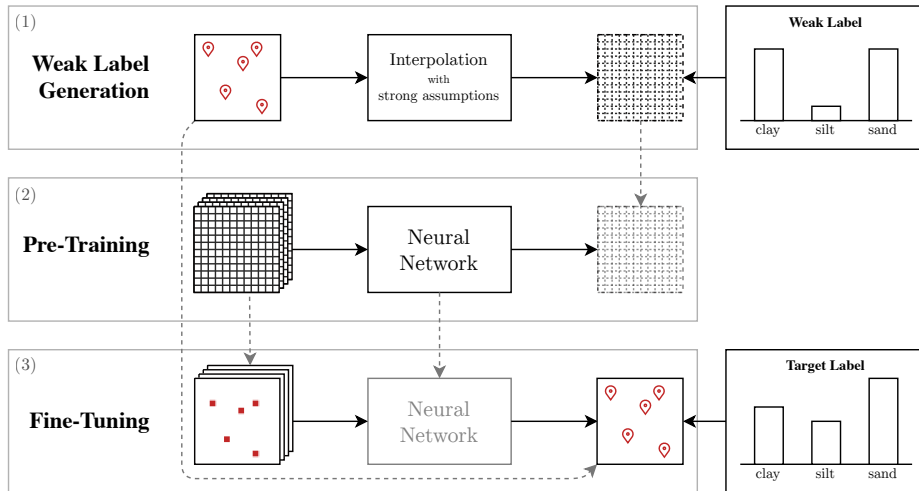 (1)
Weak Label
Generation
Interpolation
with
strong assumptions
Weak Label
clay silt sand
(2)
Pre-Training
Neural
Network
(3)
Fine-Tuning
Neural
Network
Target Label
clay silt sand